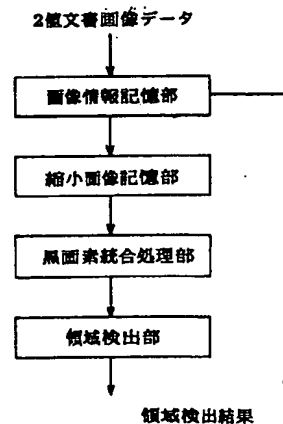 2値文書画像データ
画像情報記憶部
縮小画像記憶部
黒画素統合処理部
領域検出部
領域検出結果